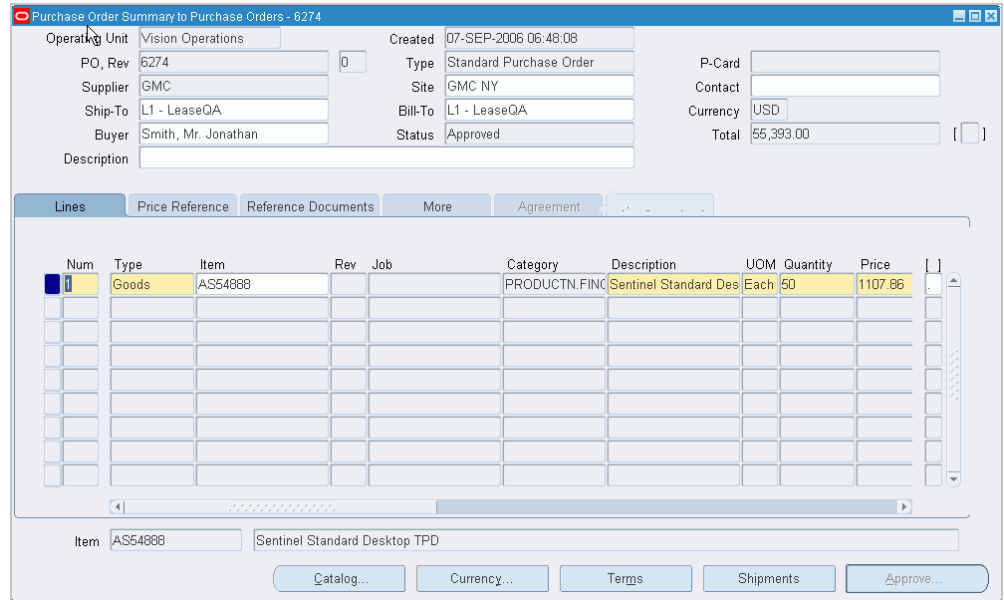 Purchase Order Summary to Purchase Orders - 6274
Operating Unit Vision Operations Created 07-SEP-2006 06:48:08
PO, Rev 6274 0 Type Standard Purchase Order P-Card
Supplier GMC Site GMC NY Contact
Ship-To L1 - LeaseQA Bill-To L1 - LeaseQA Currency USD
Buyer Smith, Mr. Jonathan Status Approved Total 55,393.00 [ ]
Description
Lines Price Reference Reference Documents More Agreement
Num Type Item Rev Job Category Description UOM Quantity Price [ ]
1 Goods AS54888 PRODUCTN.FINC Sentinel Standard Des Each 50 1107.86 .
Item AS54888 Sentinel Standard Desktop TPD
Catalog... Currency... Terms Shipments Approve...